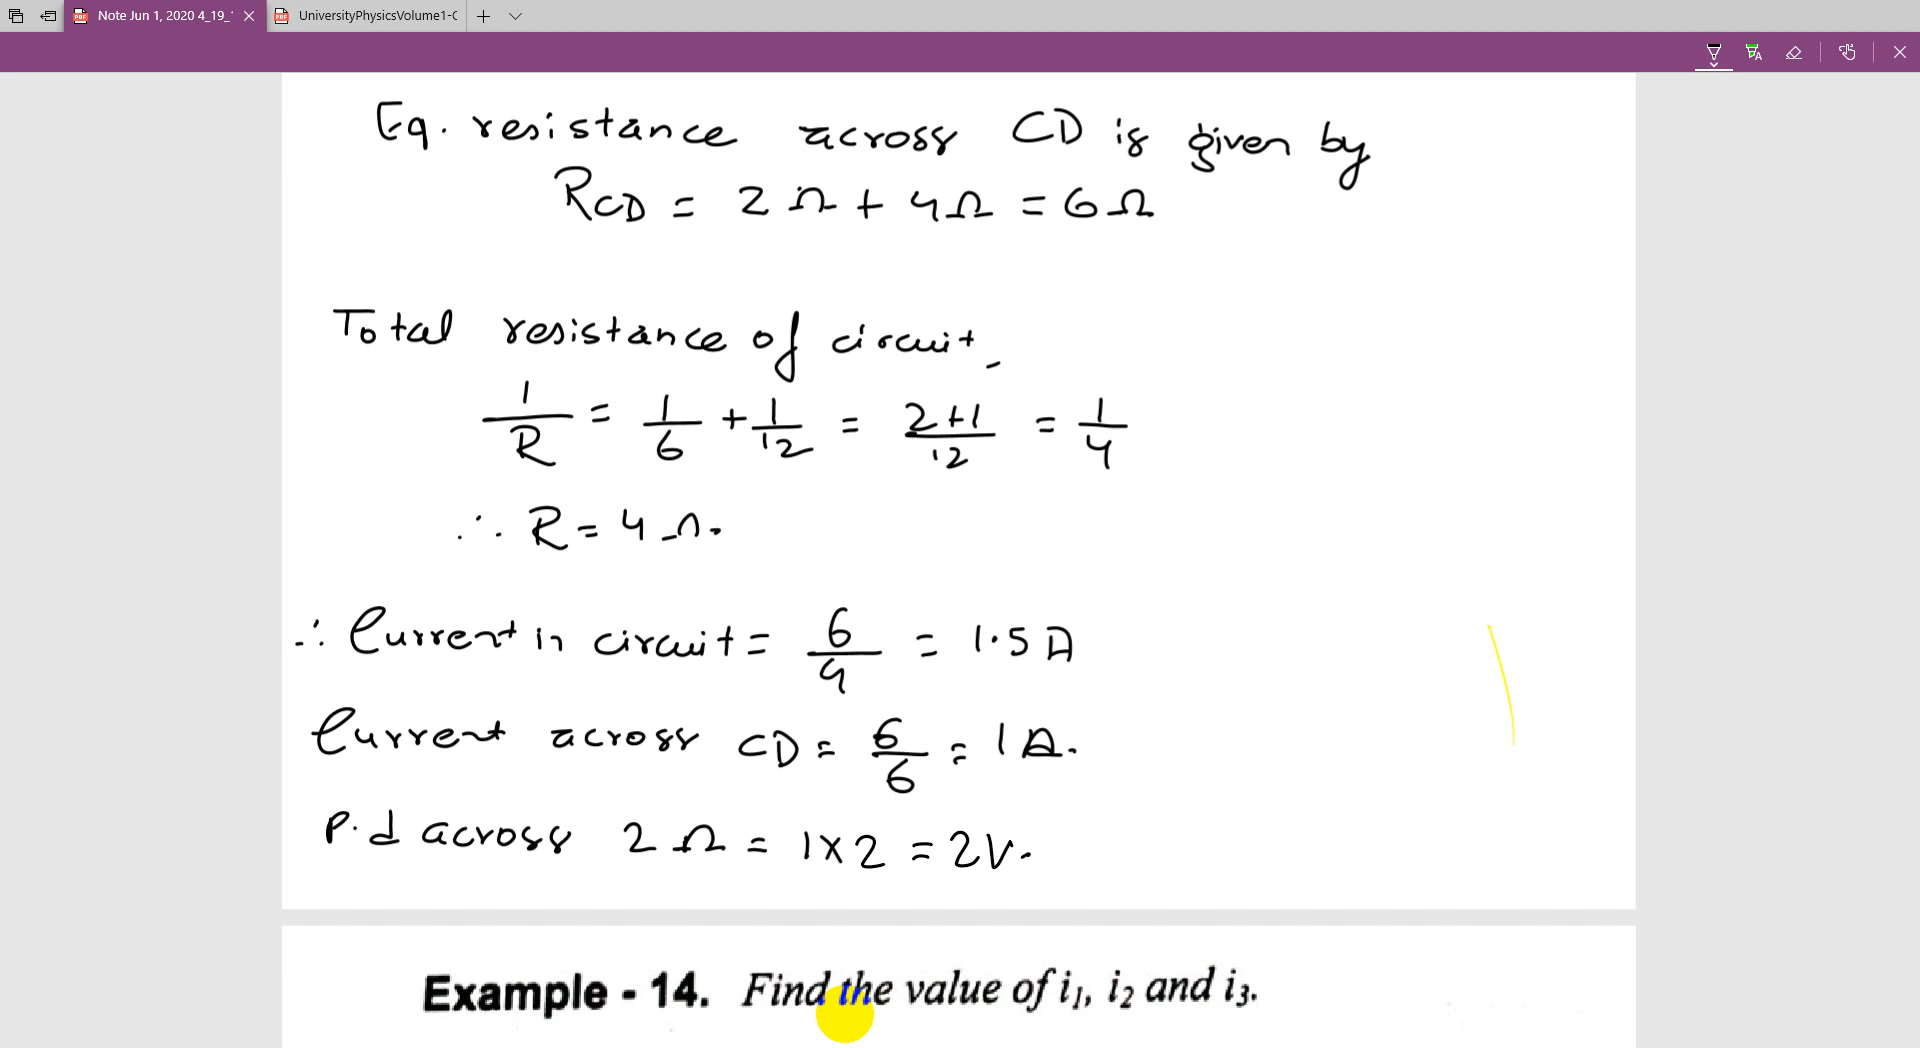 Note Jun 1, 2020 4_19_
UniversityPhysicsVolume1-
Eq. resistance across CD is given by
RCD = 2Ω + 4Ω = 6Ω
Total resistance of circuit,
1/R = 1/6 + 1/12 = 2+1/12 = 1/4
∴ R = 4Ω.
∴ Current in circuit = 6/4 = 1.5 A
Current across CD = 6/6 = 1A.
P.d across 2Ω = 1×2 = 2V.
Example - 14. Find the value of i₁, i₂ and i₃.